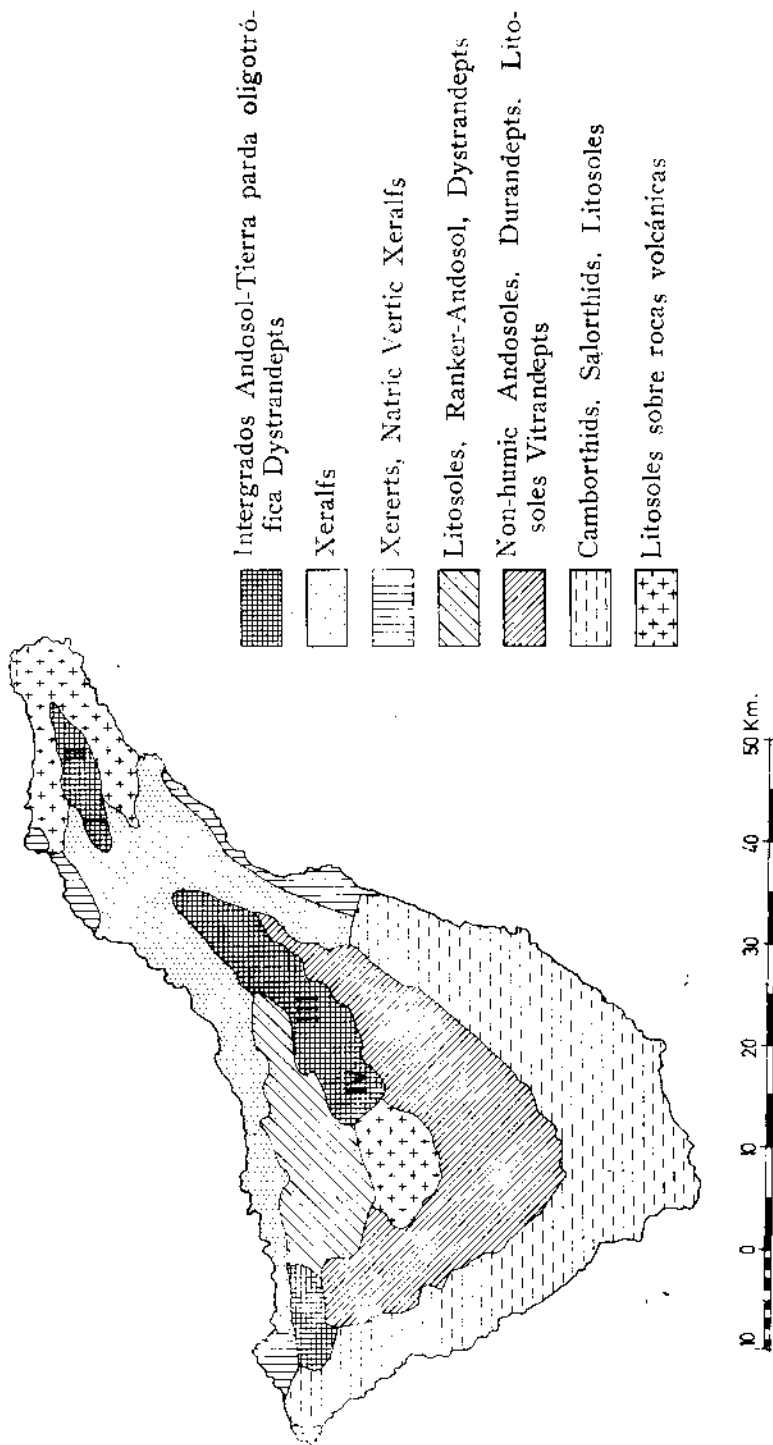 Intergrados Andosol-Tierra parda oligotró-
fica Dystrandepts
Xeralfs
Xererts, Natric Vertic Xeralfs
Litosoles, Ranker-Andosol, Dystrandepts
Non-humic Andosoles. Durandepts. Lito-
soles Vitrandepts
Camborthids. Salorthids. Litosoles
Litosoles sobre rocas volcánicas
I
II
III
IV
10 0 10 20 30 40 50 Km.